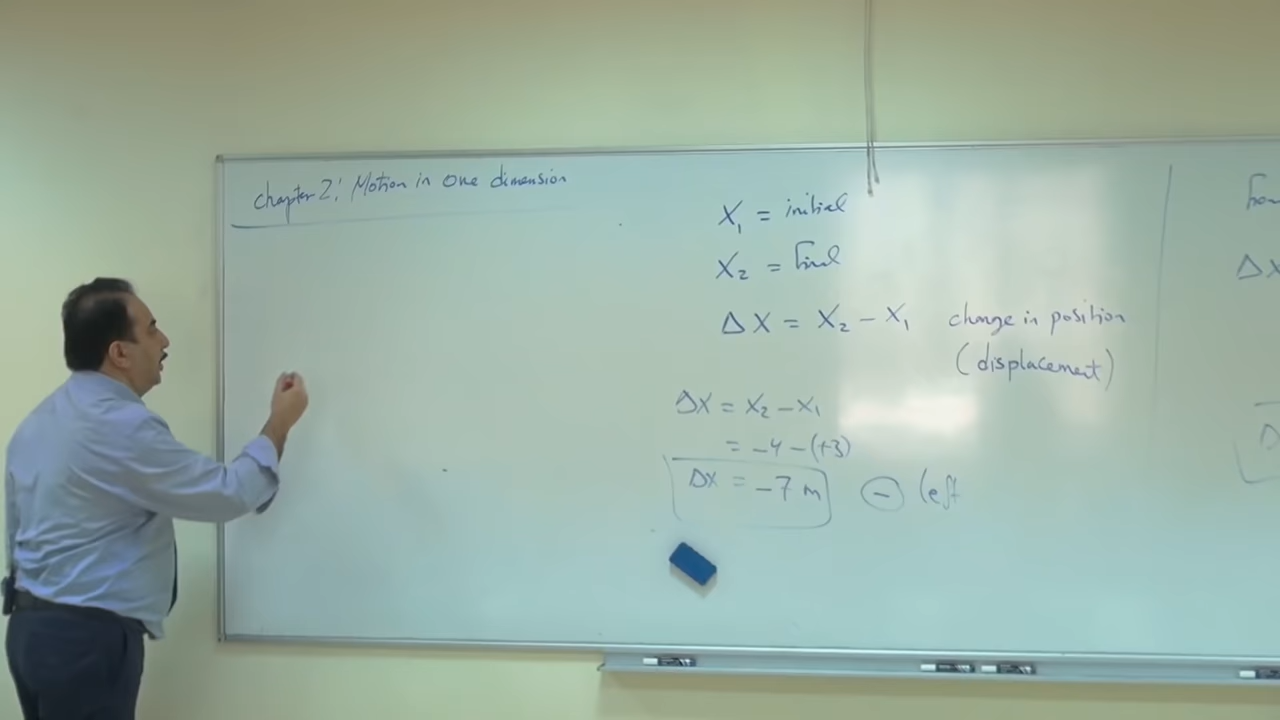 chapter 2: Motion in one dimension
X₁ = initial
X₂ = final
ΔX = X₂ - X₁ change in position
(displacement)
ΔX = X₂ - X₁
= -4 - (+3)
ΔX = -7 m ⊖ left
ΔX